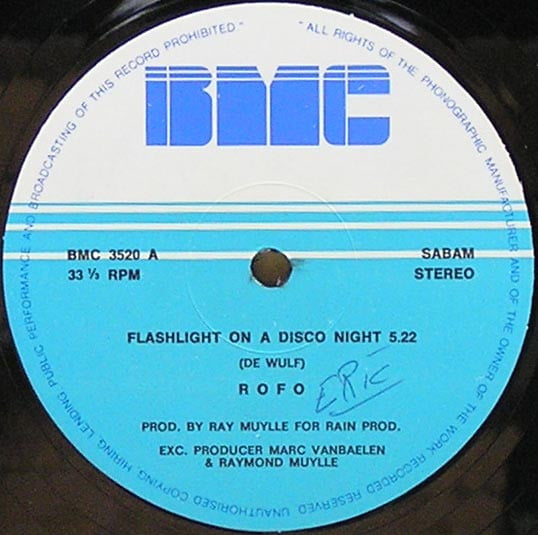 "ALL RIGHTS OF THE PHONOGRAPHIC MANUFACTURER AND OF THE OWNER OF THE WORK RECORDED RESERVED UNAUTHORISED COPYING, HIRING, LENDING, PUBLIC PERFORMANCE AND BROADCASTING OF THIS RECORD PROHIBITED"
BMC
BMC 3520 A
33 ⅓ RPM
SABAM
STEREO
FLASHLIGHT ON A DISCO NIGHT 5.22
(DE WULF)
ROFO
ERIC
PROD. BY RAY MUYLLE FOR RAIN PROD.
EXC. PRODUCER MARC VANBAELEN
& RAYMOND MUYLLE